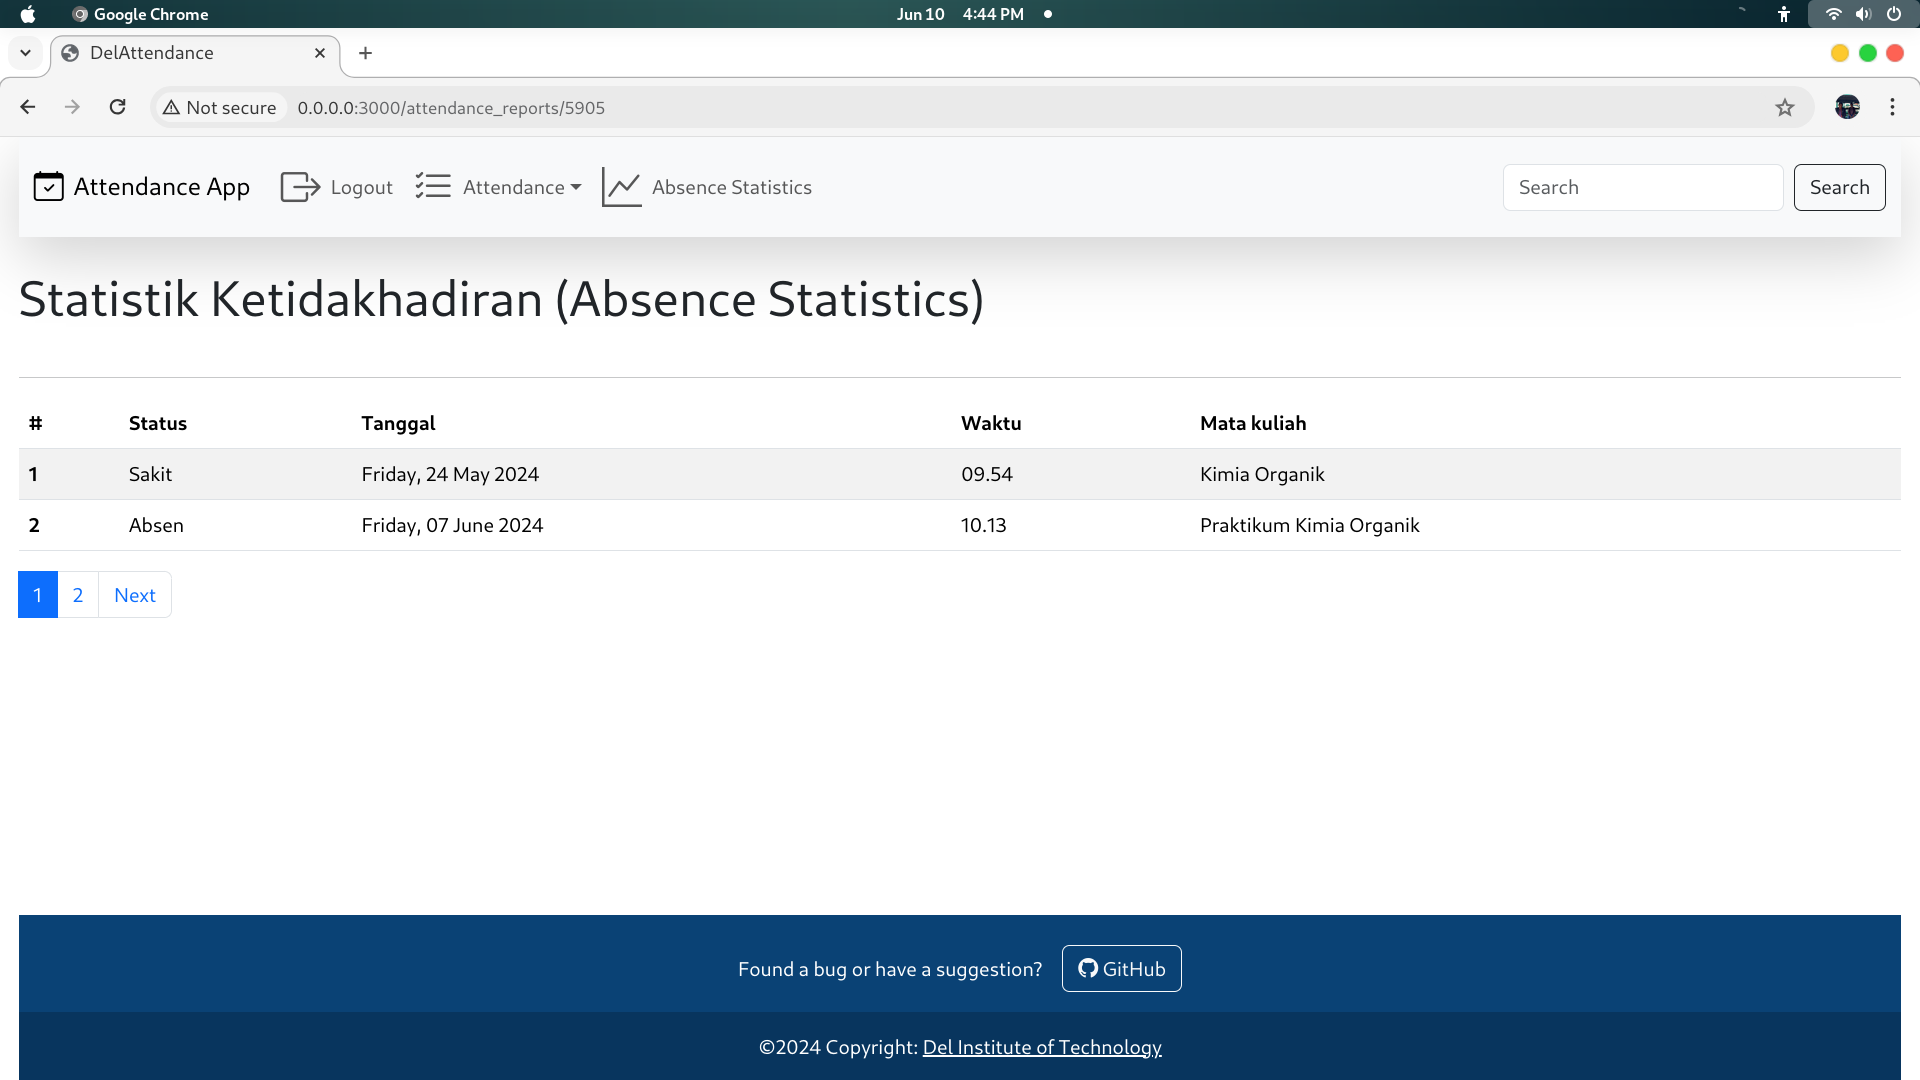 Google Chrome
Jun 10 4:44 PM
DelAttendance
Not secure 0.0.0.0:3000/attendance_reports/5905
Attendance App Logout Attendance Absence Statistics Search Search
Statistik Ketidakhadiran (Absence Statistics)
# Status Tanggal Waktu Mata kuliah
1 Sakit Friday, 24 May 2024 09.54 Kimia Organik
2 Absen Friday, 07 June 2024 10.13 Praktikum Kimia Organik
1 2 Next
Found a bug or have a suggestion? GitHub
©2024 Copyright: Del Institute of Technology